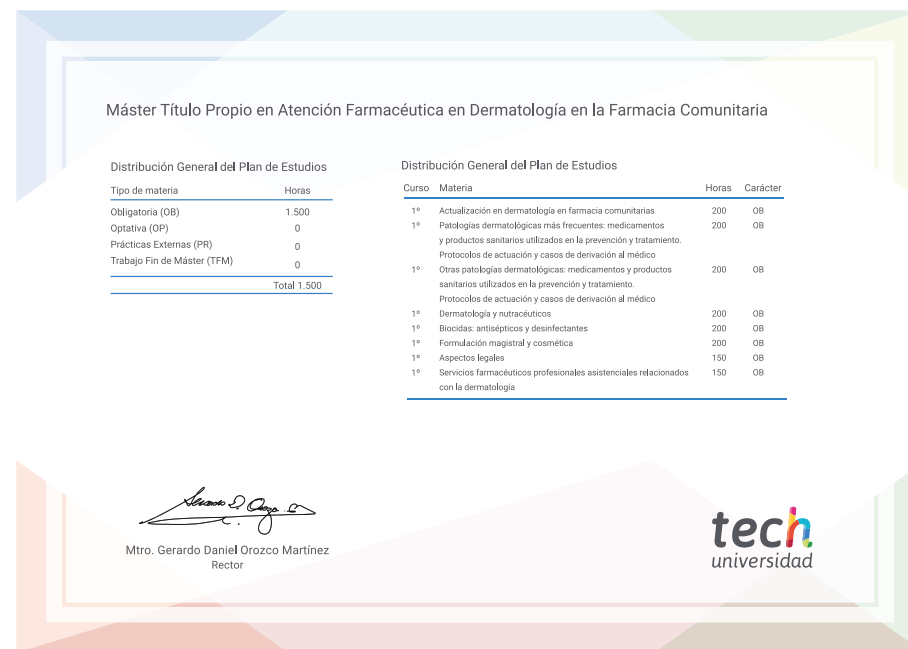 Máster Título Propio en Atención Farmacéutica en Dermatología en la Farmacia Comunitaria
Distribución General del Plan de Estudios
Tipo de materia Horas
Obligatoria (OB) 1.500
Optativa (OP) 0
Prácticas Externas (PR) 0
Trabajo Fin de Máster (TFM) 0
Total 1.500
Distribución General del Plan de Estudios
Curso Materia Horas Carácter
1º Actualización en dermatología en farmacia comunitarias 200 OB
1º Patologías dermatológicas más frecuentes: medicamentos 200 OB
y productos sanitarios utilizados en la prevención y tratamiento.
Protocolos de actuación y casos de derivación al médico
1º Otras patologías dermatológicas: medicamentos y productos 200 OB
sanitarios utilizados en la prevención y tratamiento.
Protocolos de actuación y casos de derivación al médico
1º Dermatología y nutracéuticos 200 OB
1º Biocidas: antisépticos y desinfectantes 200 OB
1º Formulación magistral y cosmética 200 OB
1º Aspectos legales 150 OB
1º Servicios farmacéuticos profesionales asistenciales relacionados 150 OB
con la dermatología
Mtro. Gerardo Daniel Orozco Martínez
Rector
tech
universidad